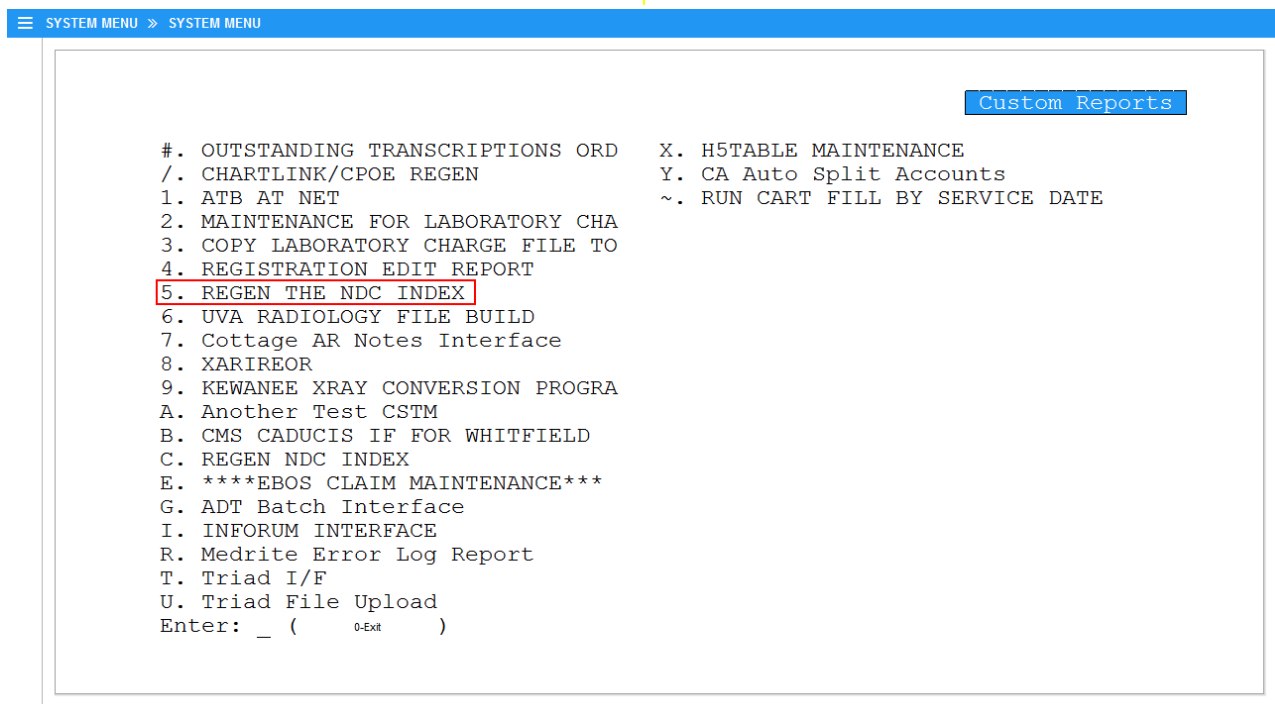 SYSTEM MENU » SYSTEM MENU
Custom Reports
#. OUTSTANDING TRANSCRIPTIONS ORD
/. CHARTLINK/CPOE REGEN
1. ATB AT NET
2. MAINTENANCE FOR LABORATORY CHA
3. COPY LABORATORY CHARGE FILE TO
4. REGISTRATION EDIT REPORT
5. REGEN THE NDC INDEX
6. UVA RADIOLOGY FILE BUILD
7. Cottage AR Notes Interface
8. XARIREOR
9. KEWANEE XRAY CONVERSION PROGRA
A. Another Test CSTM
B. CMS CADUCIS IF FOR WHITFIELD
C. REGEN NDC INDEX
E. ****EBOS CLAIM MAINTENANCE***
G. ADT Batch Interface
I. INFORUM INTERFACE
R. Medrite Error Log Report
T. Triad I/F
U. Triad File Upload
X. H5TABLE MAINTENANCE
Y. CA Auto Split Accounts
~. RUN CART FILL BY SERVICE DATE
Enter: _ ( 0-Exit )